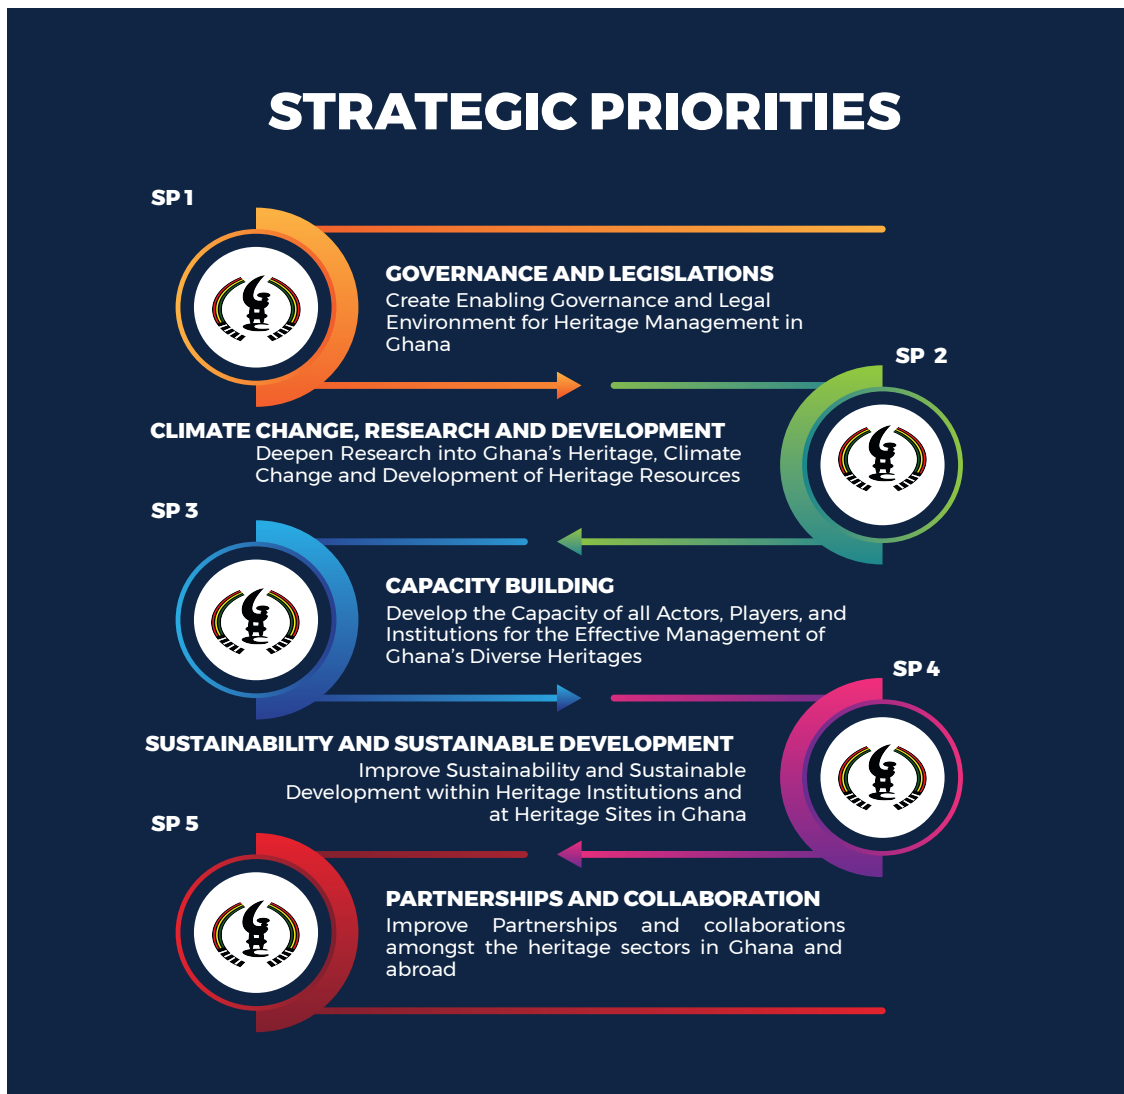 STRATEGIC PRIORITIES
SP 1
GOVERNANCE AND LEGISLATIONS
Create Enabling Governance and Legal
Environment for Heritage Management in
Ghana
SP 2
CLIMATE CHANGE, RESEARCH AND DEVELOPMENT
Deepen Research into Ghana’s Heritage, Climate
Change and Development of Heritage Resources
SP 3
CAPACITY BUILDING
Develop the Capacity of all Actors, Players, and
Institutions for the Effective Management of
Ghana’s Diverse Heritages
SP 4
SUSTAINABILITY AND SUSTAINABLE DEVELOPMENT
Improve Sustainability and Sustainable
Development within Heritage Institutions and
at Heritage Sites in Ghana
SP 5
PARTNERSHIPS AND COLLABORATION
Improve Partnerships and collaborations
amongst the heritage sectors in Ghana and
abroad